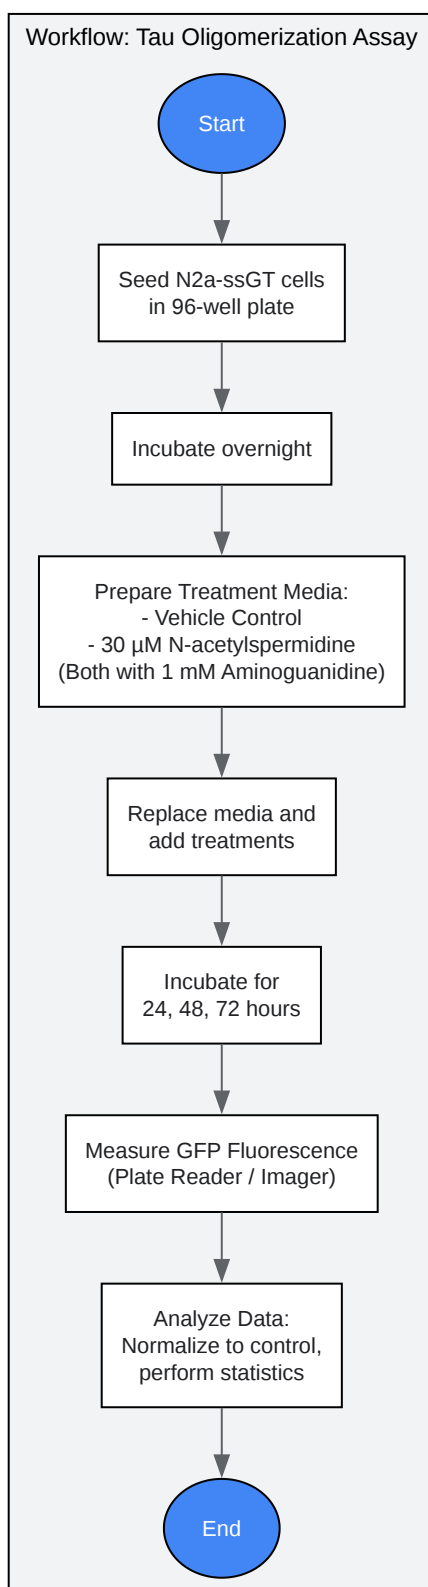 Workflow: Tau Oligomerization Assay
Start
Seed N2a-ssGT cells
in 96-well plate
Incubate overnight
Prepare Treatment Media:
- Vehicle Control
- 30 µM N-acetylspermidine
(Both with 1 mM Aminoguanidine)
Replace media and
add treatments
Incubate for
24, 48, 72 hours
Measure GFP Fluorescence
(Plate Reader / Imager)
Analyze Data:
Normalize to control,
perform statistics
End